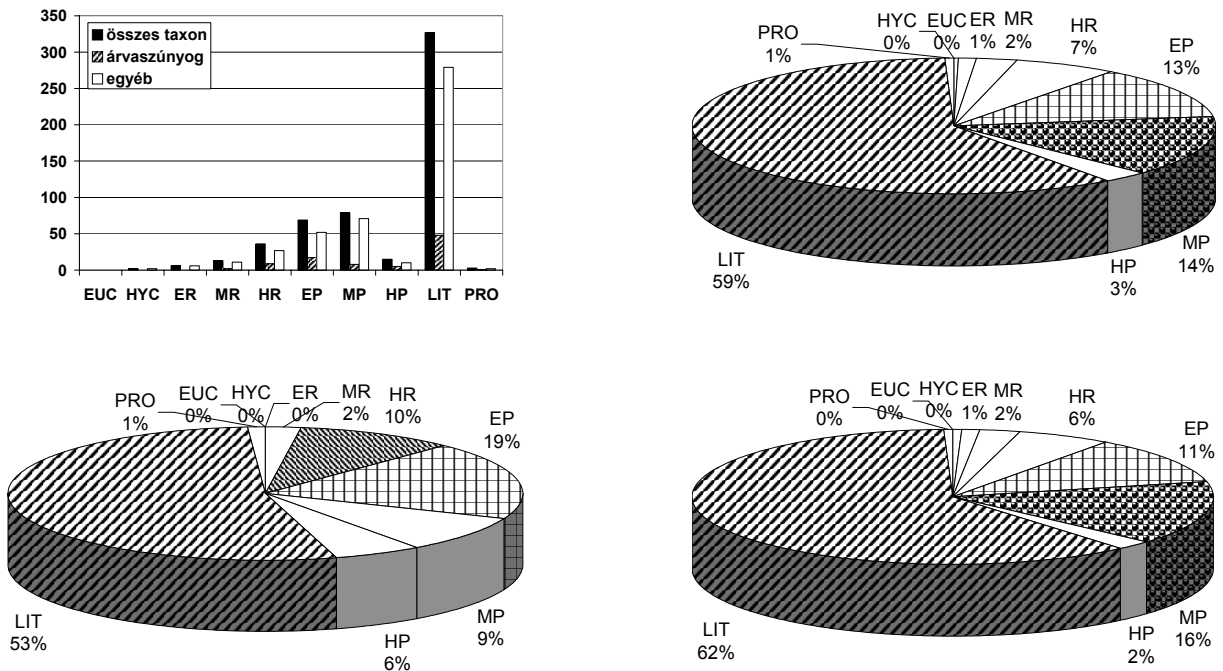 350
300
250
200
150
100
50
0
összes taxon
árvaszúnyog
egyéb
EUC HYC ER MR HR EP MP HP LIT PRO
PRO
1%
HYC
0%
EUC
0%
ER
1%
MR
2%
HR
7%
EP
13%
MP
14%
HP
3%
LIT
59%
PRO
1%
EUC
0%
HYC
0%
ER
0%
MR
2%
HR
10%
EP
19%
MP
9%
HP
6%
LIT
53%
PRO
0%
EUC
0%
HYC
0%
ER
1%
MR
2%
HR
6%
EP
11%
MP
16%
HP
2%
LIT
62%